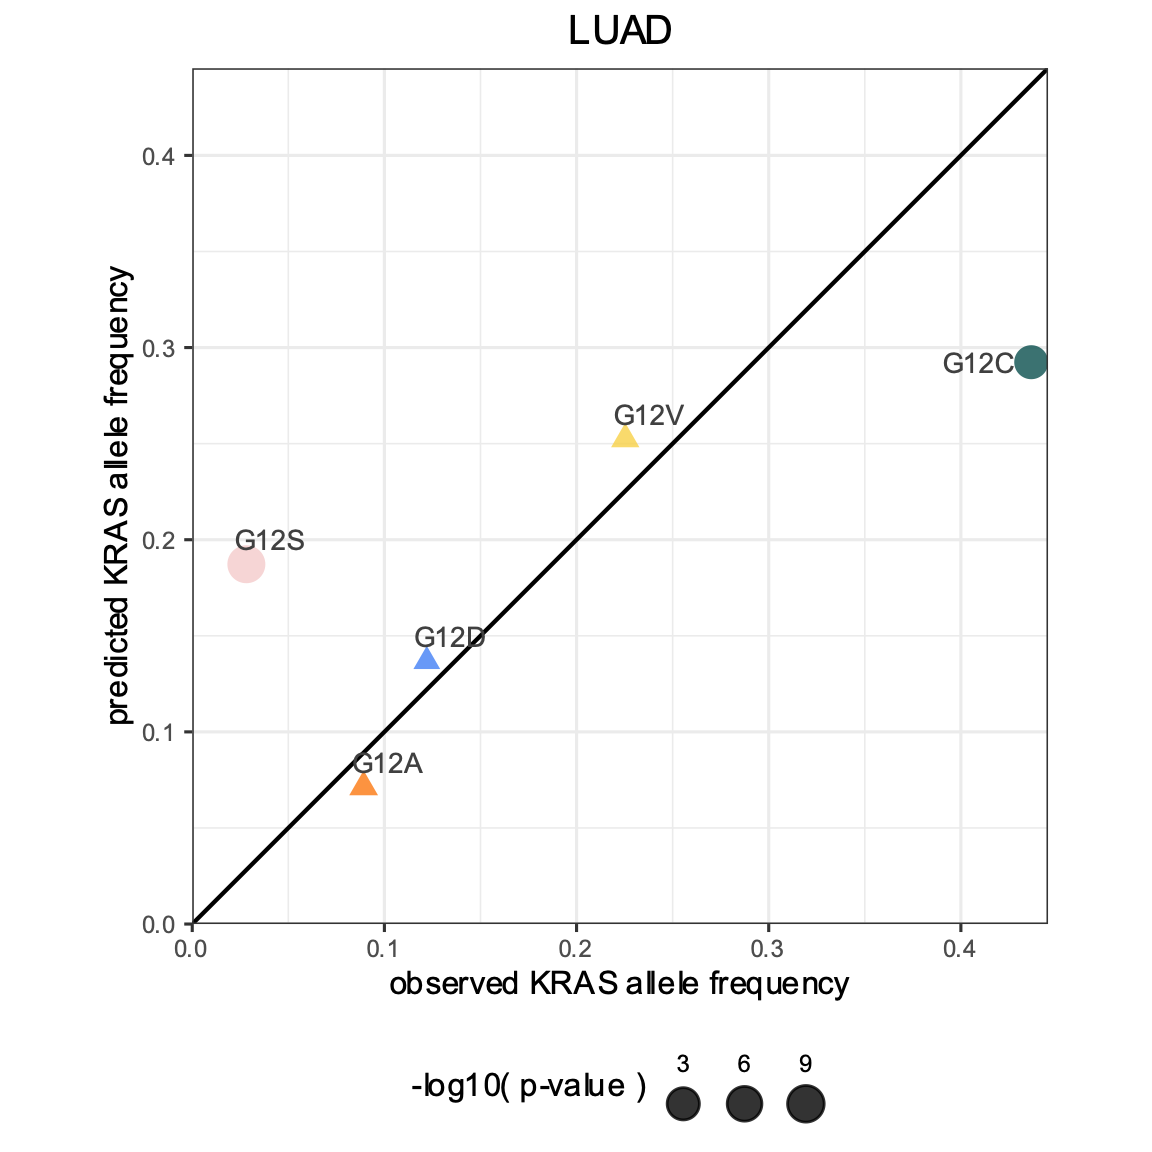 LUAD
predicted KRAS allele frequency
0.4
0.3
0.2
0.1
0.0
G12C
G12V
G12S
G12D
G12A
0.0 0.1 0.2 0.3 0.4
observed KRAS allele frequency
3 6 9
-log10( p-value )